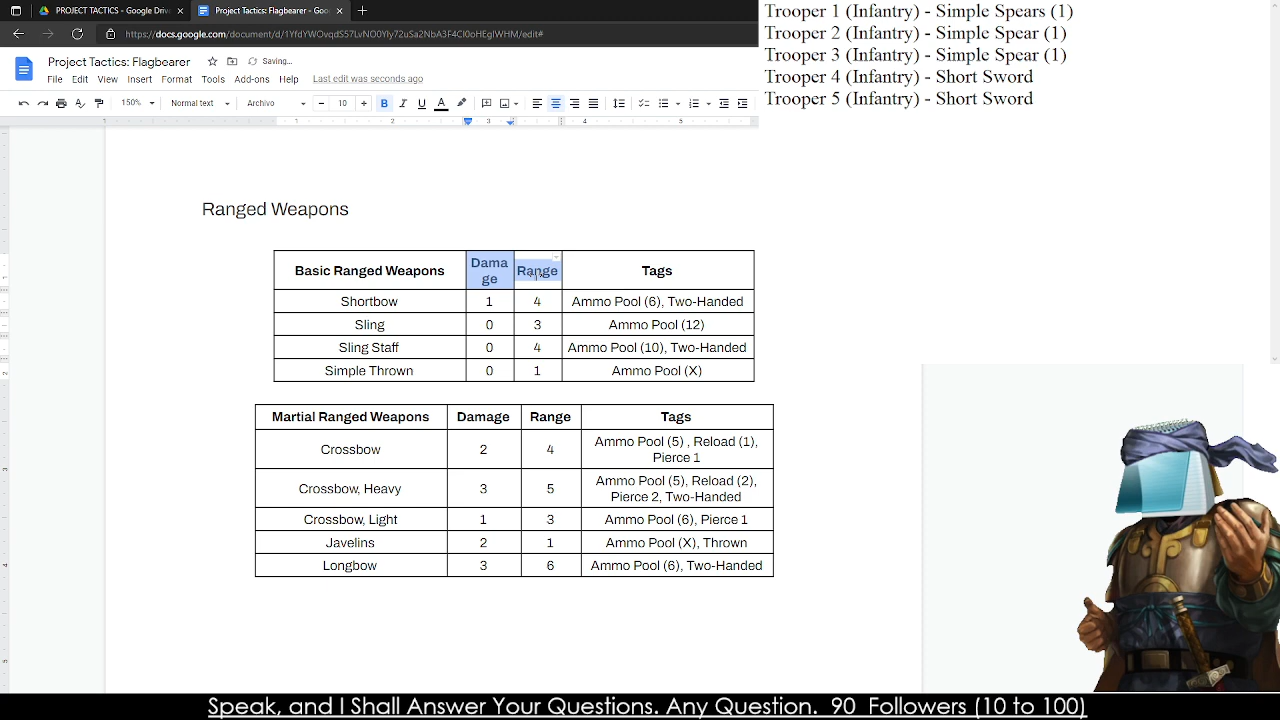 PROJECT TACTICS - Google Driv
Project Tactics: Flagbearer - Goo
https://docs.google.com/document/d/1YfdYWOvqdS57LvNO0Yly72uSa2NbA3F4Cl0oHEglWHM/edit#
Project Tactics: Flagbearer
Saving...
File Edit View Insert Format Tools Add-ons Help Last edit was seconds ago
150% Normal text Archivo 10 B I U A
1 1 2 3 4 5
Trooper 1 (Infantry) - Simple Spears (1)
Trooper 2 (Infantry) - Simple Spear (1)
Trooper 3 (Infantry) - Simple Spear (1)
Trooper 4 (Infantry) - Short Sword
Trooper 5 (Infantry) - Short Sword
Ranged Weapons
Basic Ranged Weapons Damage Range Tags
Shortbow 1 4 Ammo Pool (6), Two-Handed
Sling 0 3 Ammo Pool (12)
Sling Staff 0 4 Ammo Pool (10), Two-Handed
Simple Thrown 0 1 Ammo Pool (X)
Martial Ranged Weapons Damage Range Tags
Crossbow 2 4 Ammo Pool (5) , Reload (1),
Pierce 1
Crossbow, Heavy 3 5 Ammo Pool (5), Reload (2),
Pierce 2, Two-Handed
Crossbow, Light 1 3 Ammo Pool (6), Pierce 1
Javelins 2 1 Ammo Pool (X), Thrown
Longbow 3 6 Ammo Pool (6), Two-Handed
Speak, and I Shall Answer Your Questions. Any Question. 90 Followers (10 to 100)